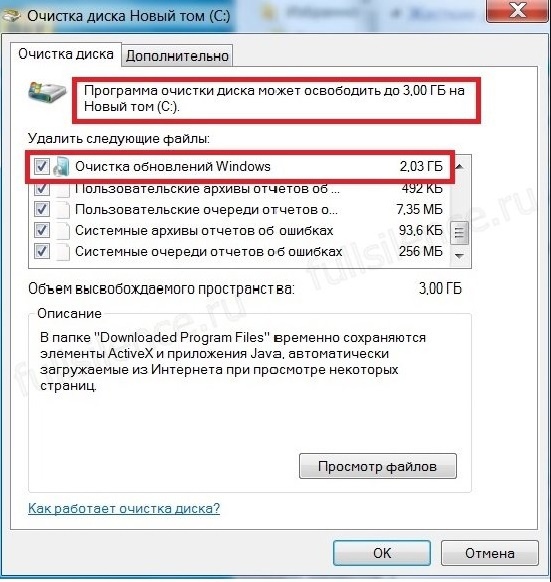 Очистка диска Новый том (C:)
Избранно
Очистка диска
Дополнительно
Программа очистки диска может освободить до 3,00 ГБ на
Новый том (C:).
Удалить следующие файлы:
Очистка обновлений Windows 2,03 ГБ
Пользовательские архивы отчетов об ... 492 КБ
Пользовательские очереди отчетов о... 7,35 МБ
Системные архивы отчетов об ошибках 93,6 КБ
Системные очереди отчетов об ошибках 256 МБ
Объем высвобождаемого пространства: 3,00 ГБ
Описание
В папке "Downloaded Program Files" временно сохраняются
элементы ActiveX и приложения Java, автоматически
загружаемые из Интернета при просмотре некоторых
страниц.
Просмотр файлов
Как работает очистка диска?
OK
Отмена
fullsilence.ru
fullsilence.ru